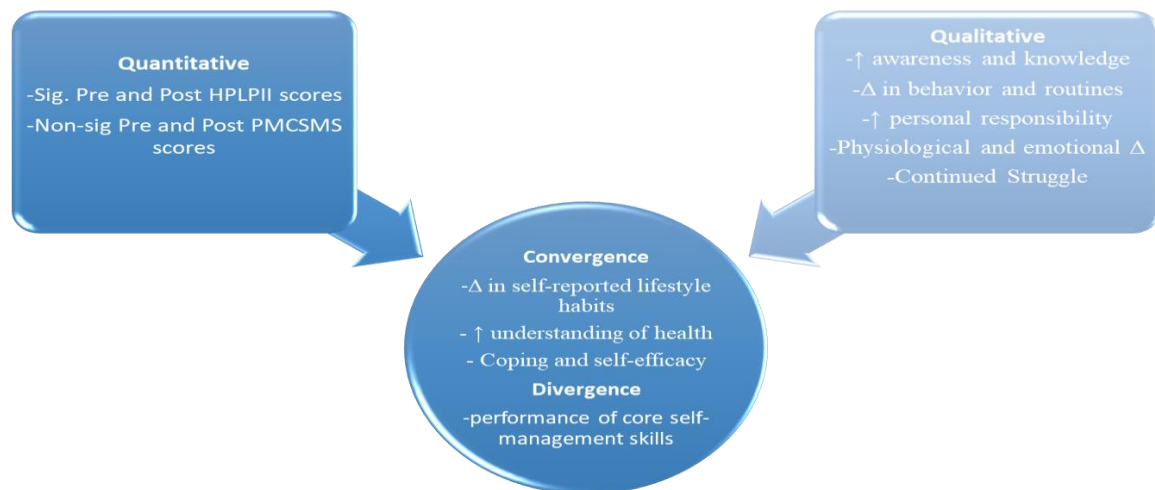 Quantitative
-Sig. Pre and Post HPLPII scores
-Non-sig Pre and Post PMCSMS
scores
Qualitative
-↑ awareness and knowledge
-Δ in behavior and routines
-↑ personal responsibility
-Physiological and emotional Δ
-Continued Struggle
Convergence
-Δ in self-reported lifestyle
habits
- ↑ understanding of health
- Coping and self-efficacy
Divergence
-performance of core self-
management skills